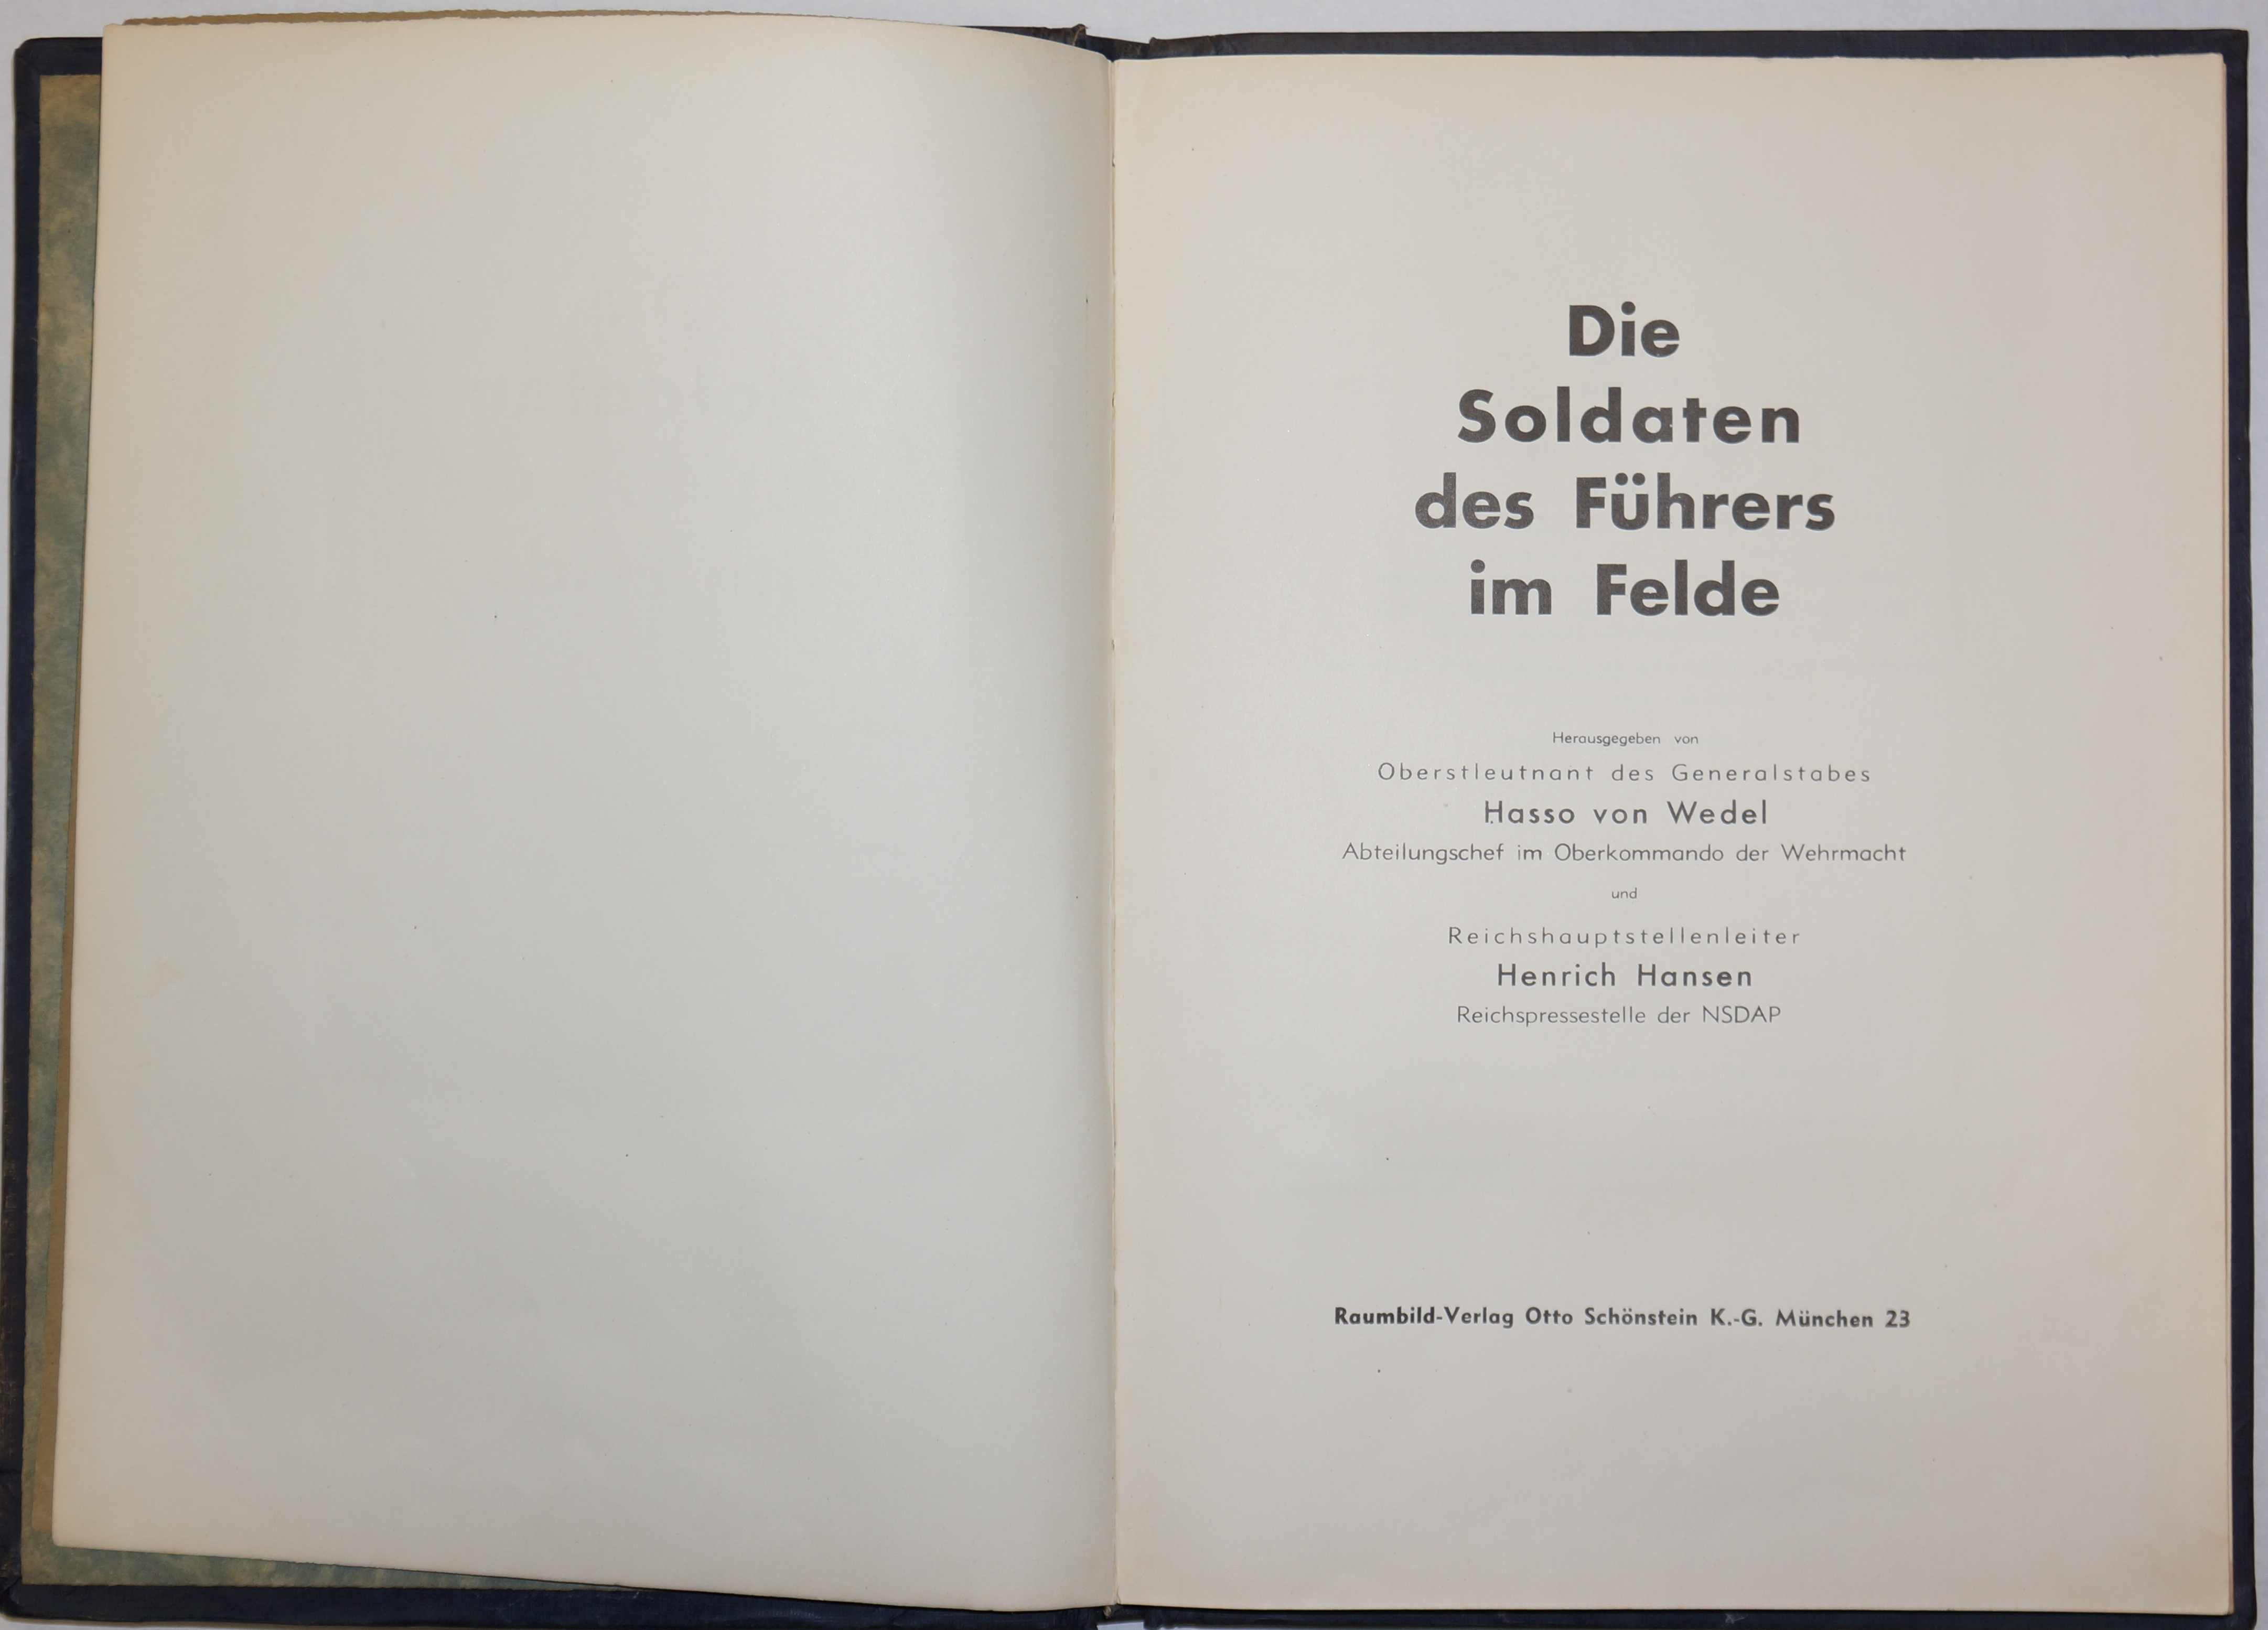 Die
Soldaten
des Führers
im Felde
Herausgegeben von
Oberstleutnant des Generalstabes
Hasso von Wedel
Abteilungschef im Oberkommando der Wehrmacht
und
Reichshauptstellenleiter
Henrich Hansen
Reichspressestelle der NSDAP
Raumbild-Verlag Otto Schönstein K.-G. München 23